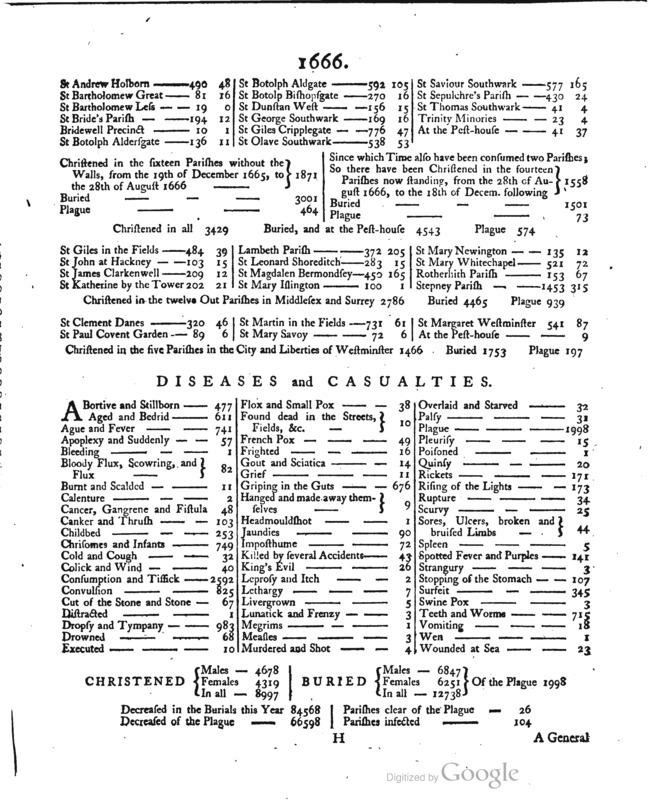 1666.
St Andrew Holborn — 490 48
St Bartholomew Great — 81 16
St Bartholomew Leſs — 19 0
St Bride's Pariſh — 194 12
Bridewell Precinct — 10 1
St Botolph Alderſgate — 136 11
St Botolph Aldgate — 592 105
St Botolp Biſhopſgate — 270 16
St Dunſtan Weſt — 156 15
St George Southwark — 169 16
St Giles Cripplegate — 776 47
St Olave Southwark — 538 53
St Saviour Southwark — 577 165
St Sepulchre's Pariſh — 430 24
St Thomas Southwark — 41 4
Trinity Minories — 23 4
At the Peſt-houſe — 41 37
Chriſtened in the ſixteen Pariſhes without the
Walls, from the 19th of December 1665, to
the 28th of Auguſt 1666 — 1871
Buried — 3001
Plague — 464
Since which Time alſo have been conſumed two Pariſhes;
So there have been Chriſtened in the fourteen
Pariſhes now ſtanding, from the 28th of Au-
guſt 1666, to the 18th of Decem. following 1558
Buried — 1501
Plague — 73
Chriſtened in all 3429 Buried, and at the Peſt-houſe 4543 Plague 574
St Giles in the Fields — 484 39
St John at Hackney — 103 15
St James Clarkenwell — 209 12
St Katherine by the Tower 202 21
Lambeth Pariſh — 372 205
St Leonard Shoreditch — 283 15
St Magdalen Bermondſey — 450 165
St Mary Iſlington — 100 1
St Mary Newington — 135 12
St Mary Whitechapel — 521 72
Rotherhith Pariſh — 153 67
Stepney Pariſh — 1453 315
Chriſtened in the twelve Out Pariſhes in Middleſex and Surrey 2786 Buried 4465 Plague 939
St Clement Danes — 320 46
St Paul Covent Garden — 89 6
St Martin in the Fields — 731 61
St Mary Savoy — 72 6
St Margaret Weſtminſter 541 87
At the Peſt-houſe — 9
Chriſtened in the five Pariſhes in the City and Liberties of Weſtminſter 1466 Buried 1753 Plague 197
DISEASES and CASUALTIES.
ABortive and Stillborn — 477
Aged and Bedrid — 611
Ague and Fever — 741
Apoplexy and Suddenly — 57
Bleeding — 1
Bloody Flux, Scowring, and
Flux 82
Burnt and Scalded — 11
Calenture — 2
Cancer, Gangrene and Fiſtula 48
Canker and Thruſh — 103
Childbed — 253
Chriſomes and Infants — 749
Cold and Cough — 32
Colick and Wind — 40
Conſumption and Tiſſick — 2592
Convulſion — 825
Cut of the Stone and Stone — 67
Diſtracted — 1
Dropſy and Tympany — 983
Drowned — 68
Executed — 10
Flox and Small Pox — 38
Found dead in the Streets,
Fields, &c. — 10
French Pox — 49
Frighted — 16
Gout and Sciatica — 14
Grief — 11
Griping in the Guts — 676
Hanged and made away them-
ſelves — 9
Headmouldſhot — 1
Jaundies — 90
Impoſthume — 72
Killed by ſeveral Accidents — 43
King's Evil — 26
Leproſy and Itch — 2
Lethargy — 7
Livergrown — 5
Lunatick and Frenzy — 3
Megrims — 1
Meaſles — 3
Murdered and Shot — 4
Overlaid and Starved — 32
Palſy — 31
Plague — 1998
Pleuriſy — 15
Poiſoned — 1
Quinſy — 20
Rickets — 171
Riſing of the Lights — 173
Rupture — 34
Scurvy — 25
Sores, Ulcers, broken and
bruiſed Limbs — 44
Spleen — 5
Spotted Fever and Purples — 141
Strangury — 3
Stopping of the Stomach — 107
Surfeit — 345
Swine Pox — 3
Teeth and Worms — 715
Vomiting — 18
Wen — 1
Wounded at Sea — 23
CHRISTENED
Males — 4678
Females 4319
In all — 8997
BURIED
Males — 6847
Females 6251
In all — 12738
Of the Plague 1998
Decreaſed in the Burials this Year 84568
Decreaſed of the Plague — 66598
Pariſhes clear of the Plague — 26
Pariſhes infected — 104
H
A General
Digitized by Google